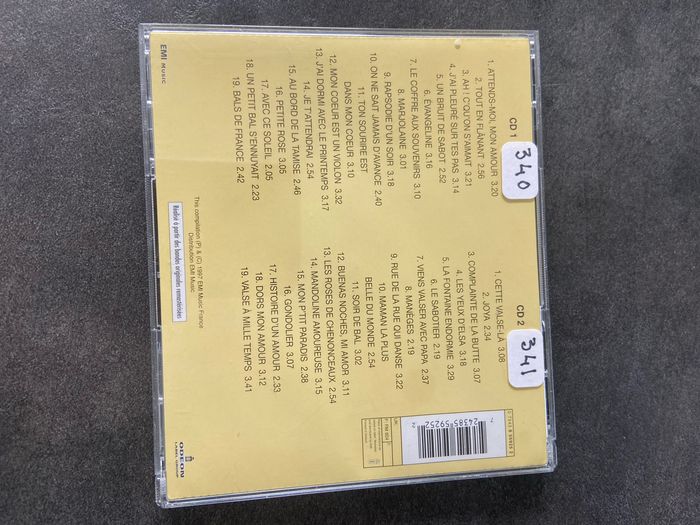 CD 1
340
1. ATTENDS-MOI, MON AMOUR 3.20
2. TOUT EN FLÂNANT 2.56
3. AH ! C'QU'ON S'AIMAIT 3.21
4. J'AI PLEURÉ SUR TES PAS 3.14
5. UN BRUIT DE SABOT 2.52
6. ÉVANGELINE 3.16
7. LE COFFRE AUX SOUVENIRS 3.10
8. MARJOLAINE 3.01
9. RAPSODIE D'UN SOIR 3.18
10. ON NE SAIT JAMAIS D'AVANCE 2.40
11. TON SOURIRE EST
DANS MON COEUR 3.10
12. MON COEUR EST UN VIOLON 3.32
13. J'AI DORMI AVEC LE PRINTEMPS 3.17
14. JE T'ATTENDRAI 2.54
15. AU BORD DE LA TAMISE 2.46
16. PETITE ROSE 3.05
17. AVEC CE SOLEIL 2.05
18. UN PETIT BAL S'ENNUYAIT 2.23
19. BALS DE FRANCE 2.42
CD 2
341
1. CETTE VALSE-LÀ 3.08
2. JOYA 2.34
3. COMPLAINTE DE LA BUTTE 3.07
4. LES YEUX D'ELSA 3.18
5. LA FONTAINE ENDORMIE 3.29
6. LE SABOTIER 2.19
7. VIENS VALSER AVEC PAPA 2.37
8. MANÈGES 2.19
9. RUE DE LA RUE QUI DANSE 3.22
10. MAMAN LA PLUS
BELLE DU MONDE 2.54
11. SOIR DE BAL 3.02
12. BUENAS NOCHES, MI AMOR 3.11
13. LES ROSES DE CHENONCEAUX 2.54
14. MANDOLINE AMOUREUSE 3.15
15. MON P'TIT PARADIS 2.38
16. GONDOLIER 3.07
17. HISTOIRE D'UN AMOUR 2.33
18. DORS MON AMOUR 3.12
19. VALSE À MILLE TEMPS 3.41
This compilation (P) & (C) 1997 EMI Music France
Distribution EMI Music
Réalisé à partir des bandes originales remasterisées
EMI MUSIC
ODEON
7 24385 59252